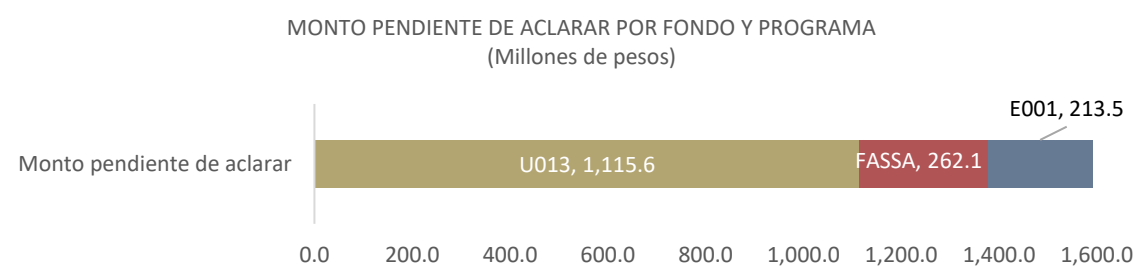 MONTO PENDIENTE DE ACLARAR POR FONDO Y PROGRAMA
(Millones de pesos)
E001, 213.5
Monto pendiente de aclarar
U013, 1,115.6
FASSA, 262.1
0.0 200.0 400.0 600.0 800.0 1,000.0 1,200.0 1,400.0 1,600.0